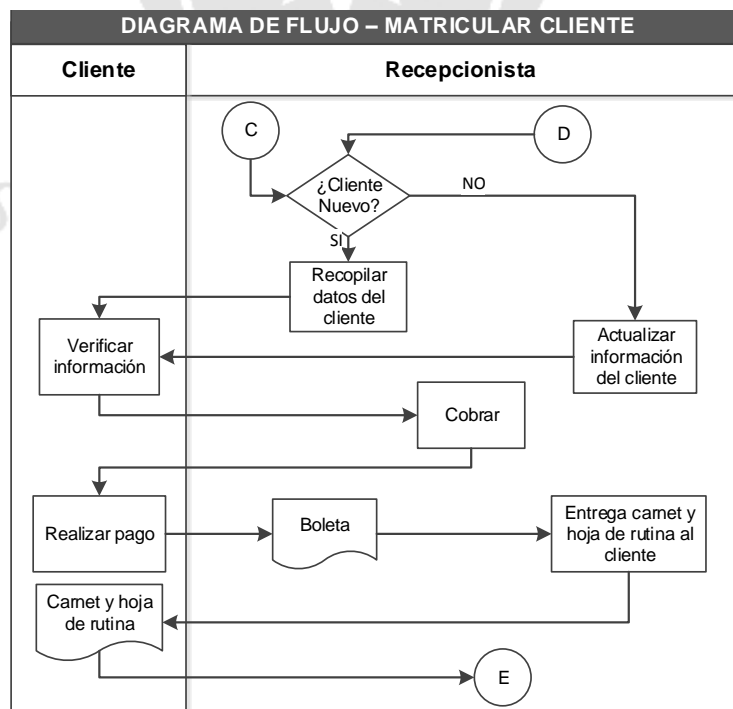 DIAGRAMA DE FLUJO – MATRICULAR CLIENTE
Cliente
Recepcionista
C
D
¿Cliente
Nuevo?
NO
SI
Recopilar
datos del
cliente
Verificar
información
Actualizar
información
del cliente
Cobrar
Realizar pago
Boleta
Entrega carnet y
hoja de rutina al
cliente
Carnet y hoja
de rutina
E